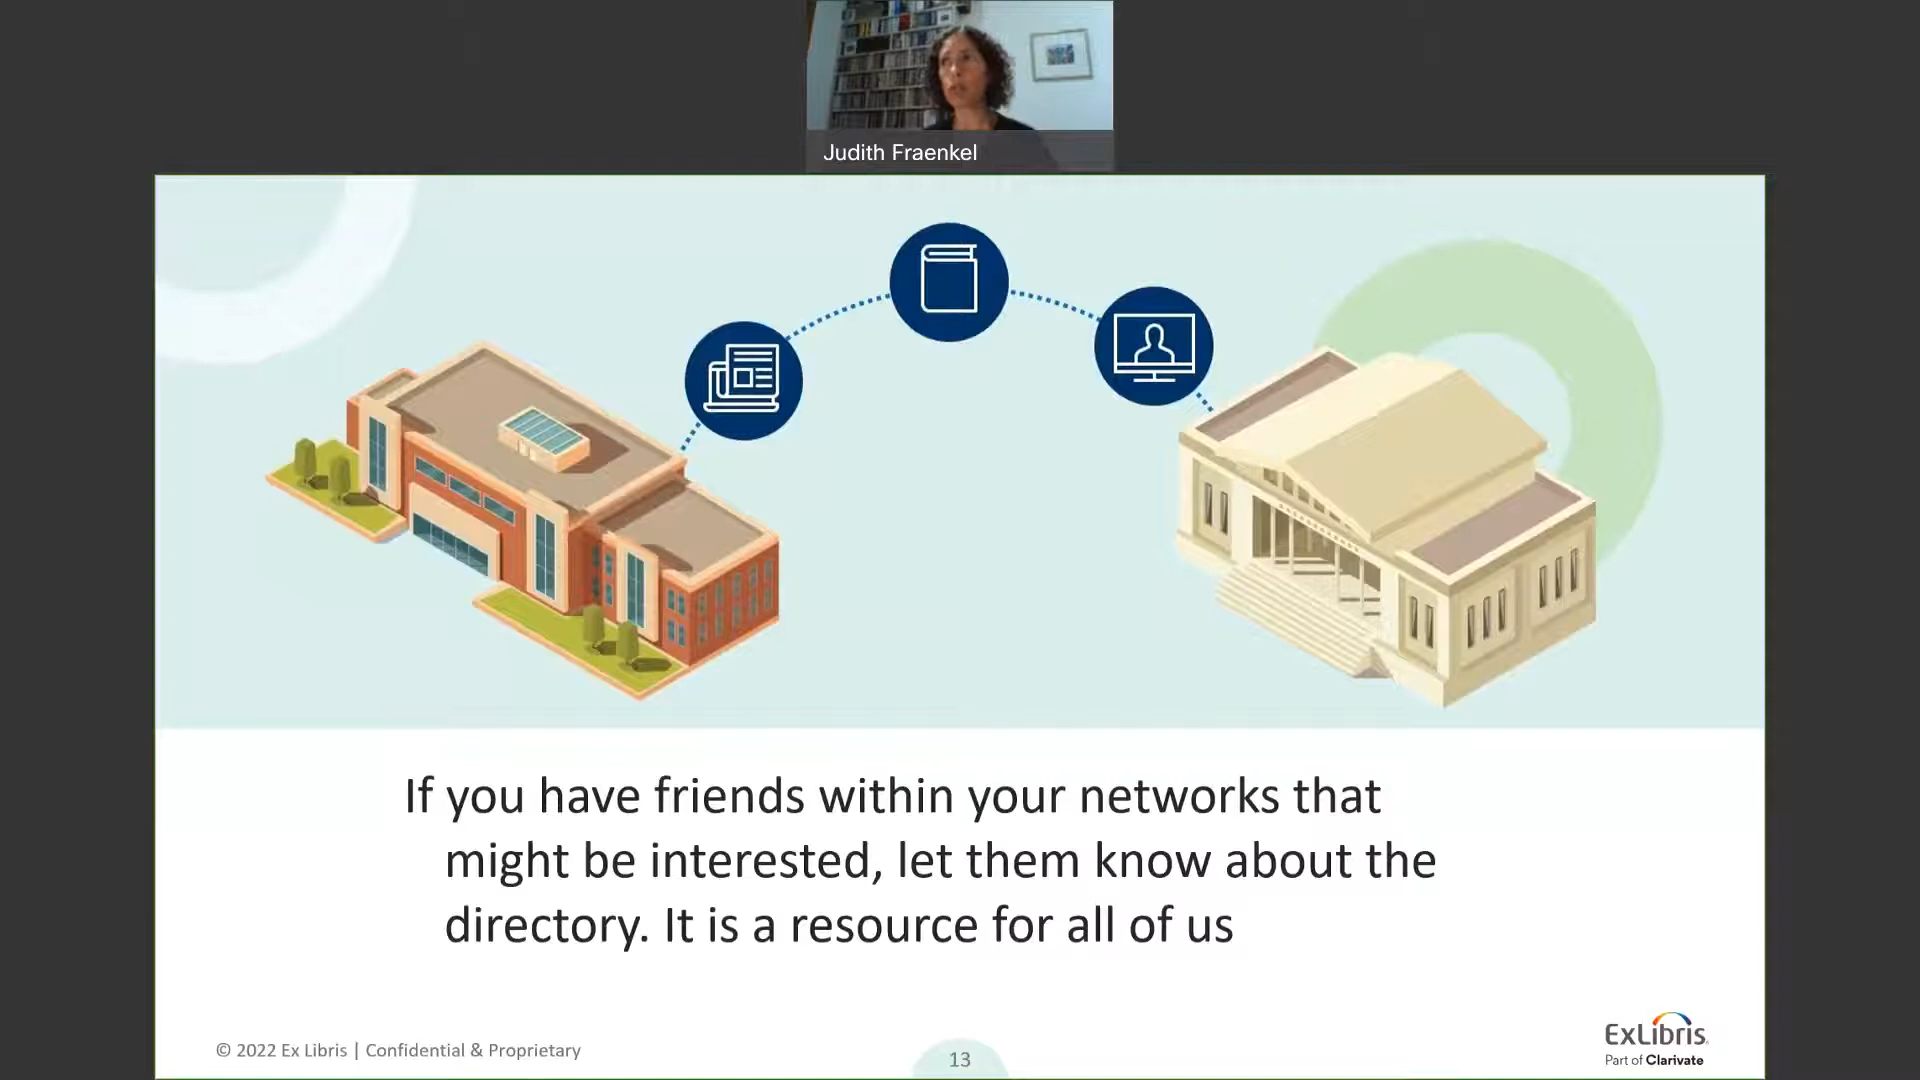 Judith Fraenkel
If you have friends within your networks that
might be interested, let them know about the
directory. It is a resource for all of us
© 2022 Ex Libris | Confidential & Proprietary
13
ExLibris
Part of Clarivate